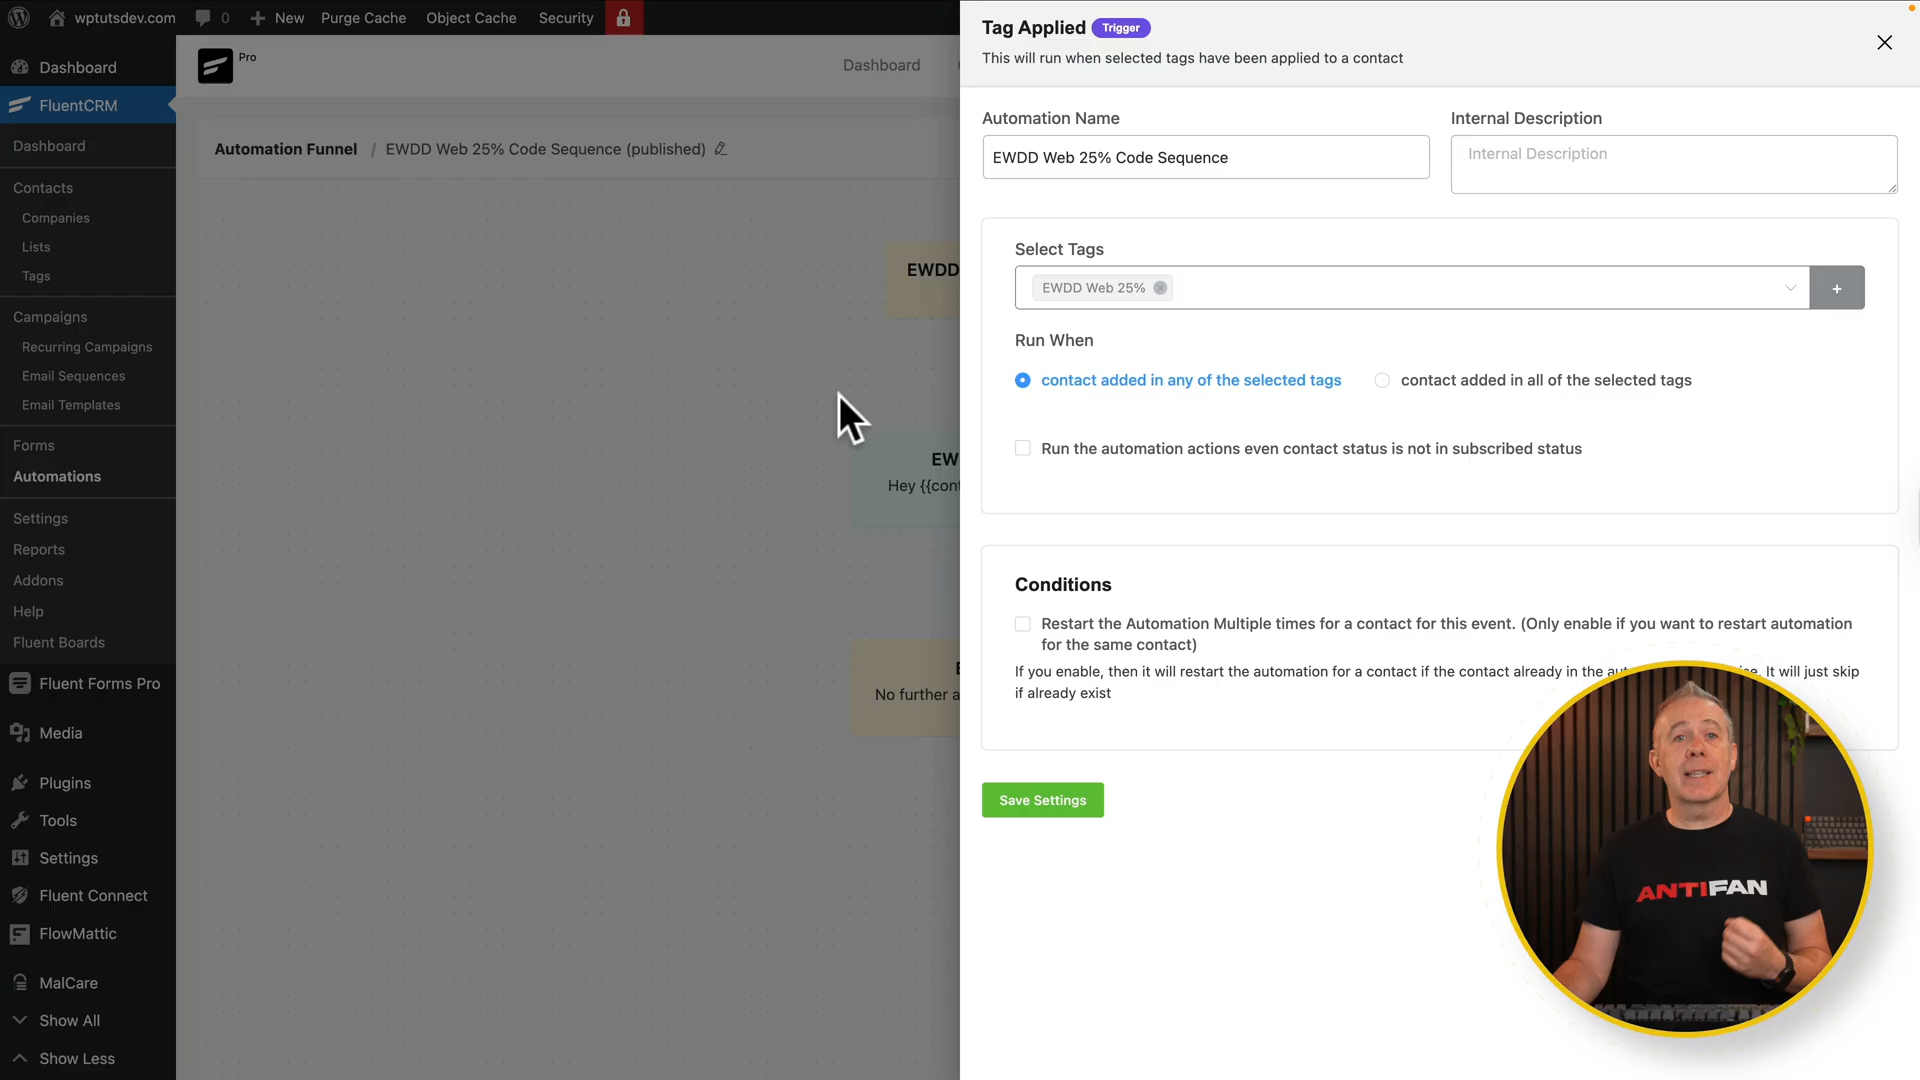 wptutsdev.com 0 New Purge Cache Object Cache Security
Dashboard
FluentCRM
Dashboard
Contacts
Companies
Lists
Tags
Campaigns
Recurring Campaigns
Email Sequences
Email Templates
Forms
Automations
Settings
Reports
Addons
Help
Fluent Boards
Fluent Forms Pro
Media
Plugins
Tools
Settings
Fluent Connect
FlowMattic
MalCare
Show All
Show Less
Pro
Dashboard
Automation Funnel / EWDD Web 25% Code Sequence (published)
EWDD
EW
Hey {{cont
No further a
Tag Applied Trigger
This will run when selected tags have been applied to a contact
Automation Name
EWDD Web 25% Code Sequence
Internal Description
Internal Description
Select Tags
EWDD Web 25%
+
Run When
contact added in any of the selected tags
contact added in all of the selected tags
Run the automation actions even contact status is not in subscribed status
Conditions
Restart the Automation Multiple times for a contact for this event. (Only enable if you want to restart automation
for the same contact)
If you enable, then it will restart the automation for a contact if the contact already in the It will just skip
if already exist
Save Settings
ANTIFAN